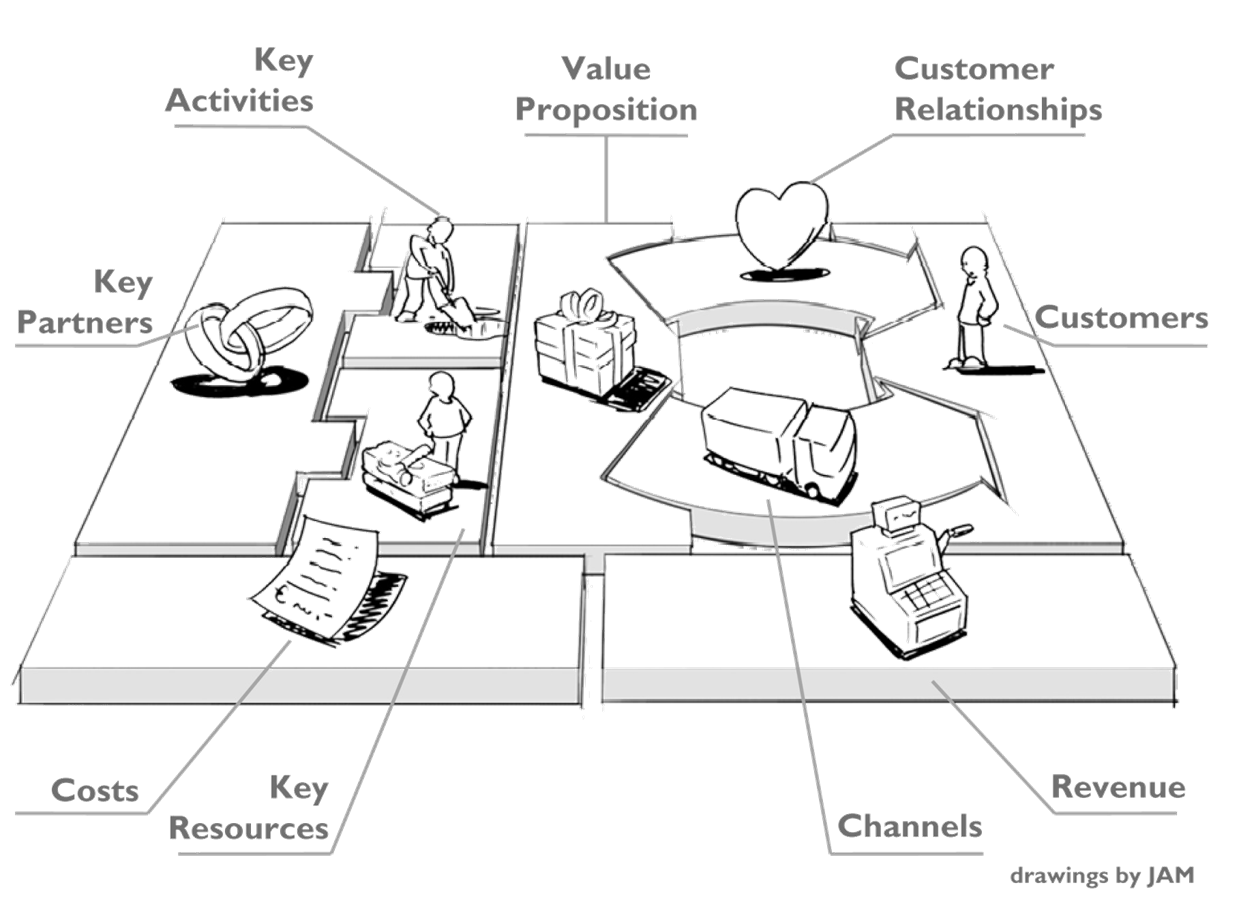 Key
Activities
Value
Proposition
Customer
Relationships
Key
Partners
Customers
Costs
Key
Resources
Channels
Revenue
drawings by JAM